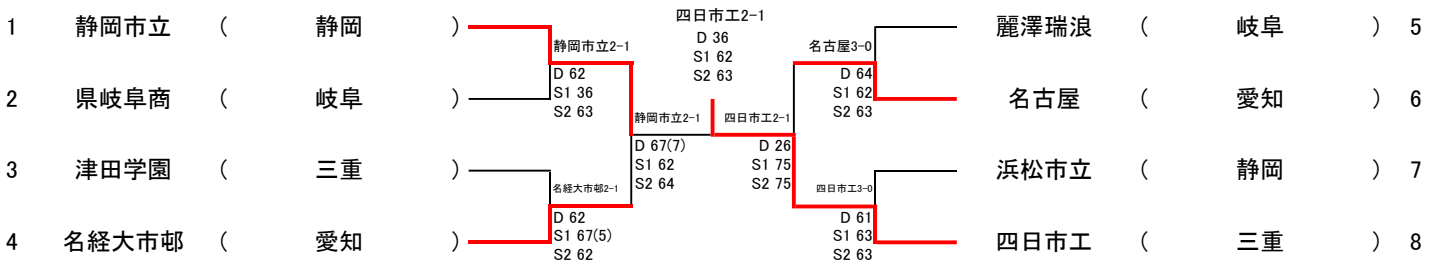 1 静岡市立 ( 静岡 )
2 県岐阜商 ( 岐阜 )
3 津田学園 ( 三重 )
4 名経大市邨 ( 愛知 )
静岡市立2-1
D 62
S1 36
S2 63
名経大市邨2-1
D 62
S1 67(5)
S2 62
静岡市立2-1
D 67(7)
S1 62
S2 64
四日市工2-1
D 36
S1 62
S2 63
四日市工2-1
D 26
S1 75
S2 75
名古屋3-0
D 64
S1 62
S2 63
四日市工3-0
D 61
S1 63
S2 63
麗澤瑞浪 ( 岐阜 ) 5
名古屋 ( 愛知 ) 6
浜松市立 ( 静岡 ) 7
四日市工 ( 三重 ) 8